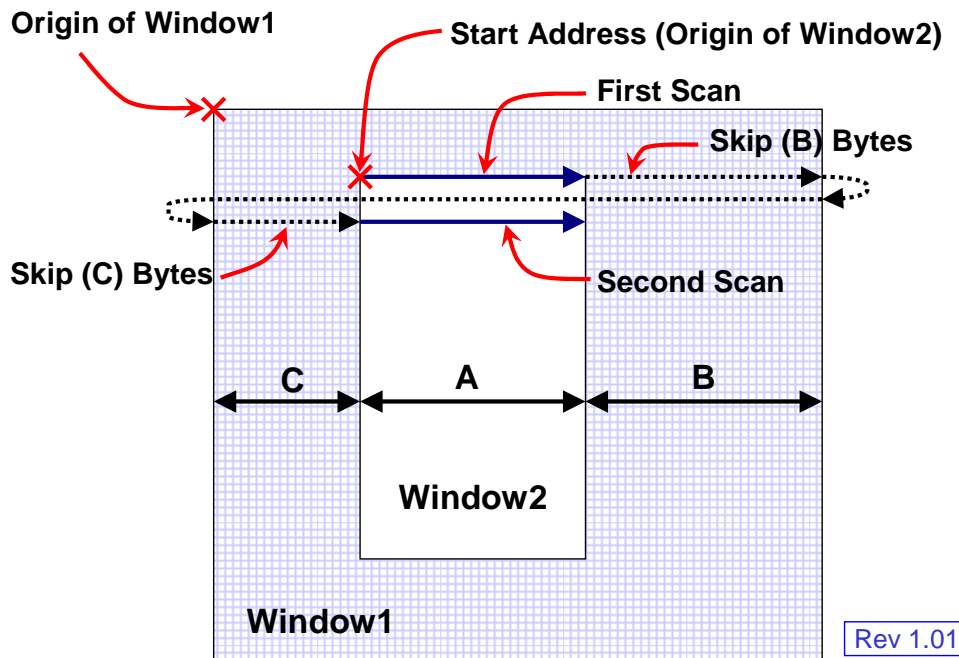 Origin of Window1
Start Address (Origin of Window2)
First Scan
Skip (B) Bytes
Skip (C) Bytes
Second Scan
C
A
B
Window2
Window1
Rev 1.01